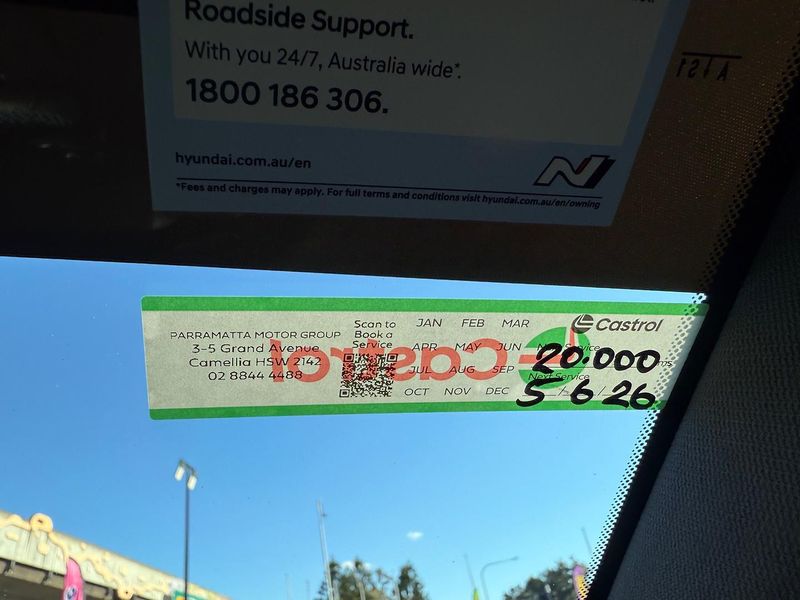 Roadside Support.
With you 24/7, Australia wide*.
1800 186 306.
hyundai.com.au/en
*Fees and charges may apply. For full terms and conditions visit hyundai.com.au/en/owning
PARRAMATTA MOTOR GROUP
3-5 Grand Avenue
Camellia HSW 2142
02 8844 4488
Scan to
Book a
Service
JAN FEB MAR
APR MAY JUN
JUL AUG SEP
OCT NOV DEC
Castrol
Service
20.000
Next Service
5/6/26
Castrol